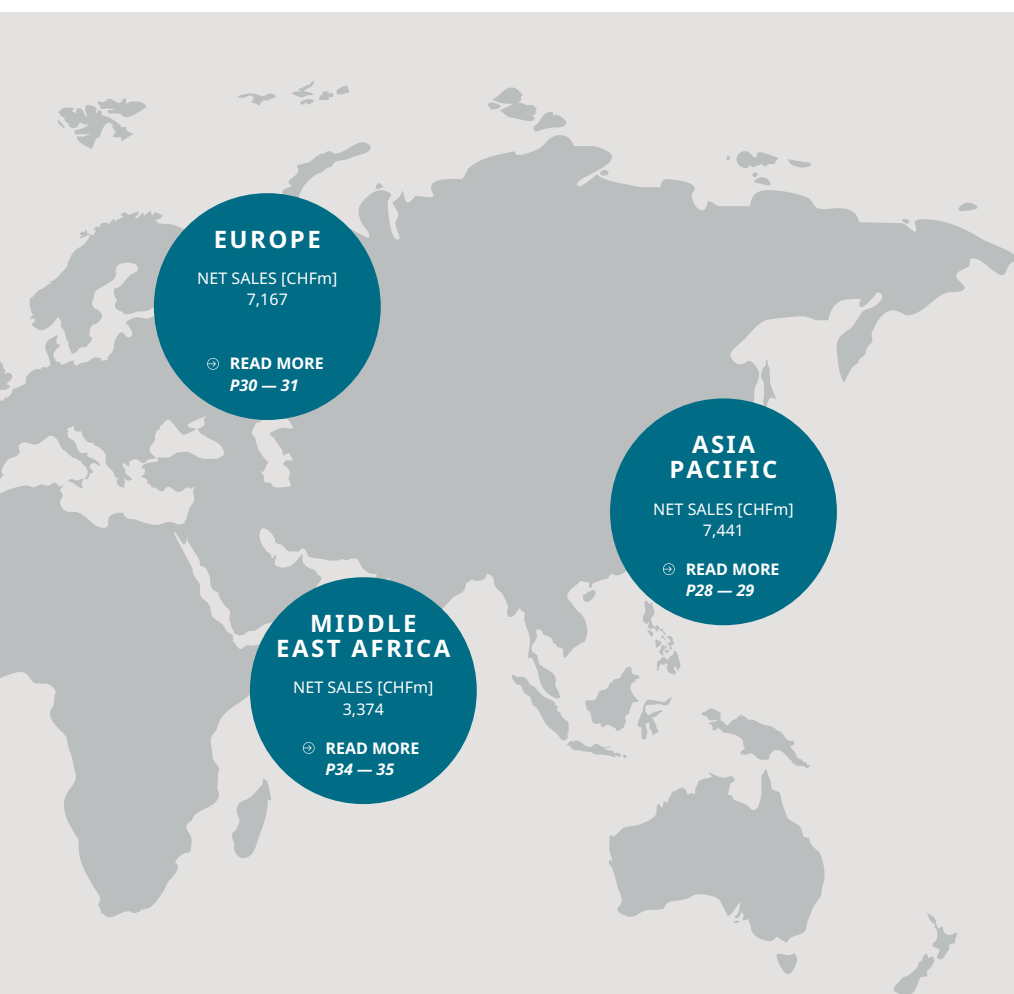 EUROPE
NET SALES [CHFm]
7,167
READ MORE
P30 — 31
ASIA
PACIFIC
NET SALES [CHFm]
7,441
READ MORE
P28 — 29
MIDDLE
EAST AFRICA
NET SALES [CHFm]
3,374
READ MORE
P34 — 35